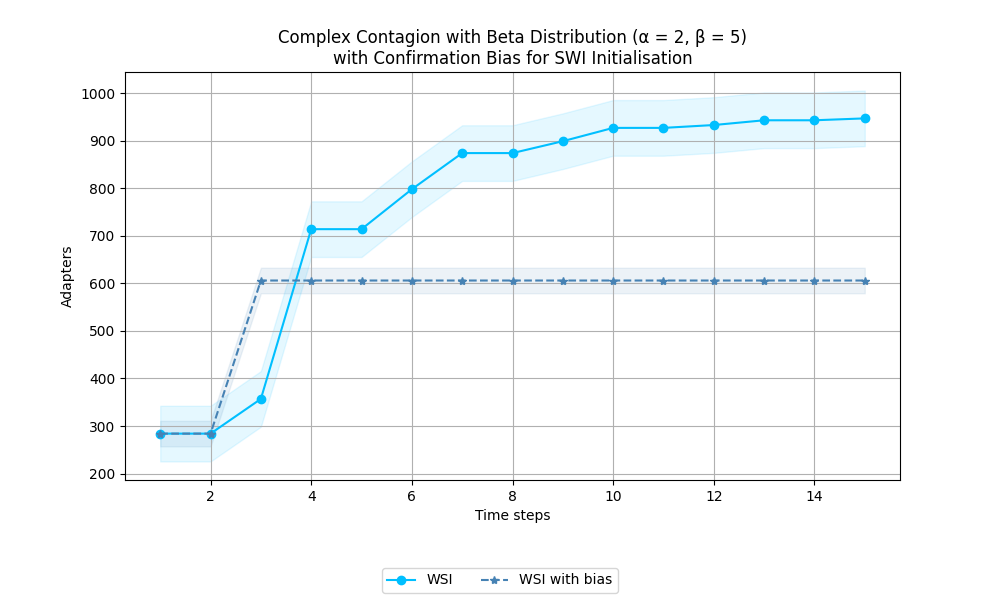 Complex Contagion with Beta Distribution (α = 2, β = 5)
with Confirmation Bias for SWI Initialisation
1000
900
800
700
600
500
400
300
200
Adapters
2 4 6 8 10 12 14
Time steps
WSI WSI with bias